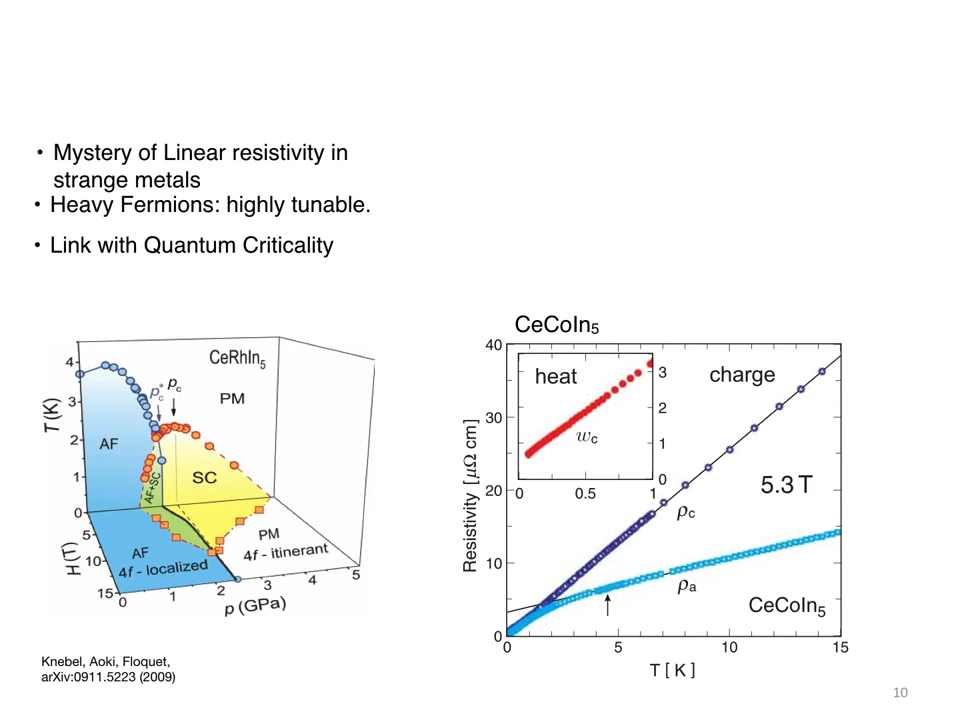 • Mystery of Linear resistivity in
strange metals
• Heavy Fermions: highly tunable.
• Link with Quantum Criticality
CeRhIn5
T(K)
4
3
2
1
0
p*c
pc
PM
AF
AF+SC
SC
H(T)
5
10
15
AF
4f - localized
PM
4f - itinerant
0
1
2
3
4
5
p (GPa)
Knebel, Aoki, Floquet,
arXiv:0911.5223 (2009)
CeCoIn5
Resistivity [μΩ cm]
40
30
20
10
0
heat
wc
3
2
1
0
0 0.5 1
charge
5.3 T
ρc
ρa
CeCoIn5
0 5 10 15
T [ K ]
10